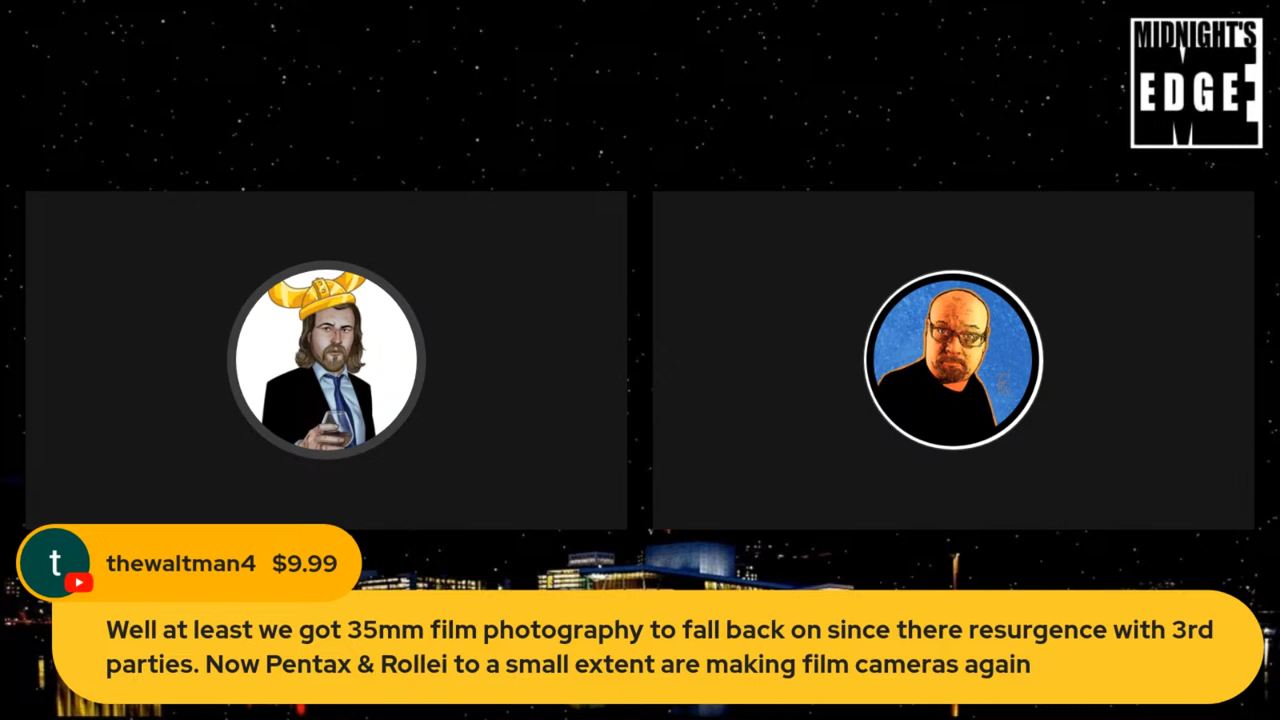 MIDNIGHT'S
EDGE
t
thewaltman4 $9.99
Well at least we got 35mm film photography to fall back on since there resurgence with 3rd
parties. Now Pentax & Rollei to a small extent are making film cameras again